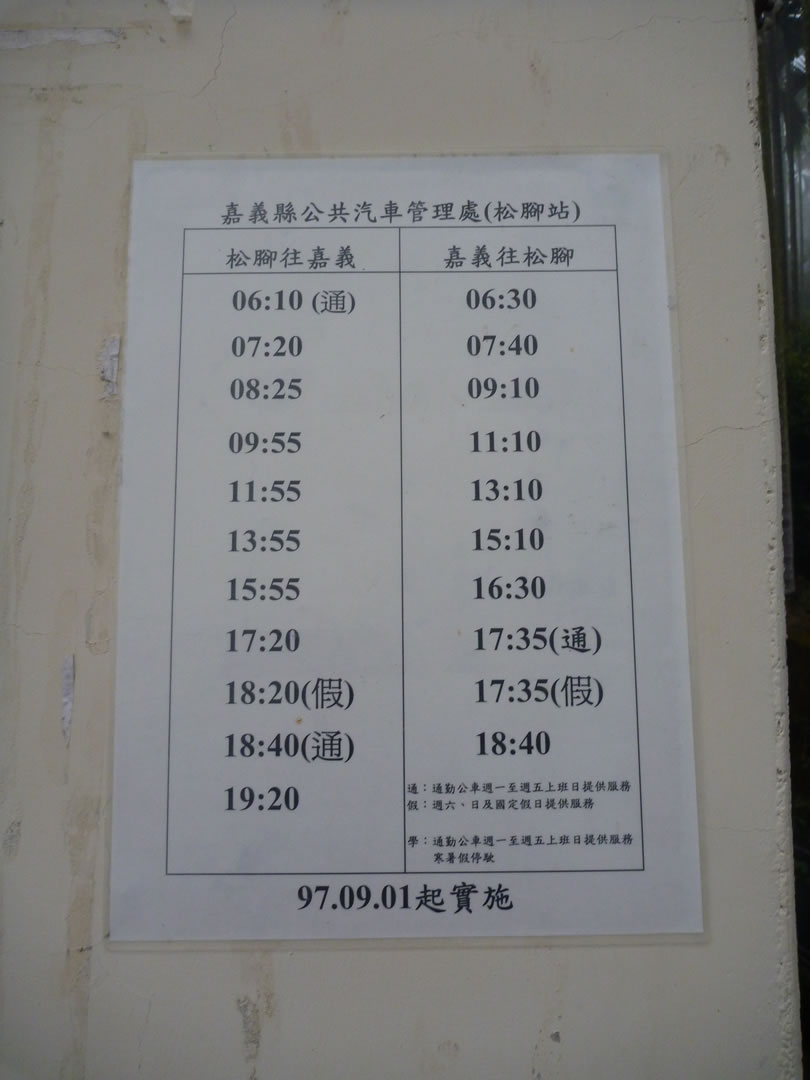 嘉義縣公共汽車管理處(松腳站)
松腳往嘉義 嘉義往松腳
06:10 (通) 06:30
07:20 07:40
08:25 09:10
09:55 11:10
11:55 13:10
13:55 15:10
15:55 16:30
17:20 17:35(通)
18:20(假) 17:35(假)
18:40(通) 18:40
19:20
通：通勤公車週一至週五上班日提供服務
假：週六、日及國定假日提供服務
學：通勤公車週一至週五上班日提供服務
寒暑假停駛
97.09.01起實施